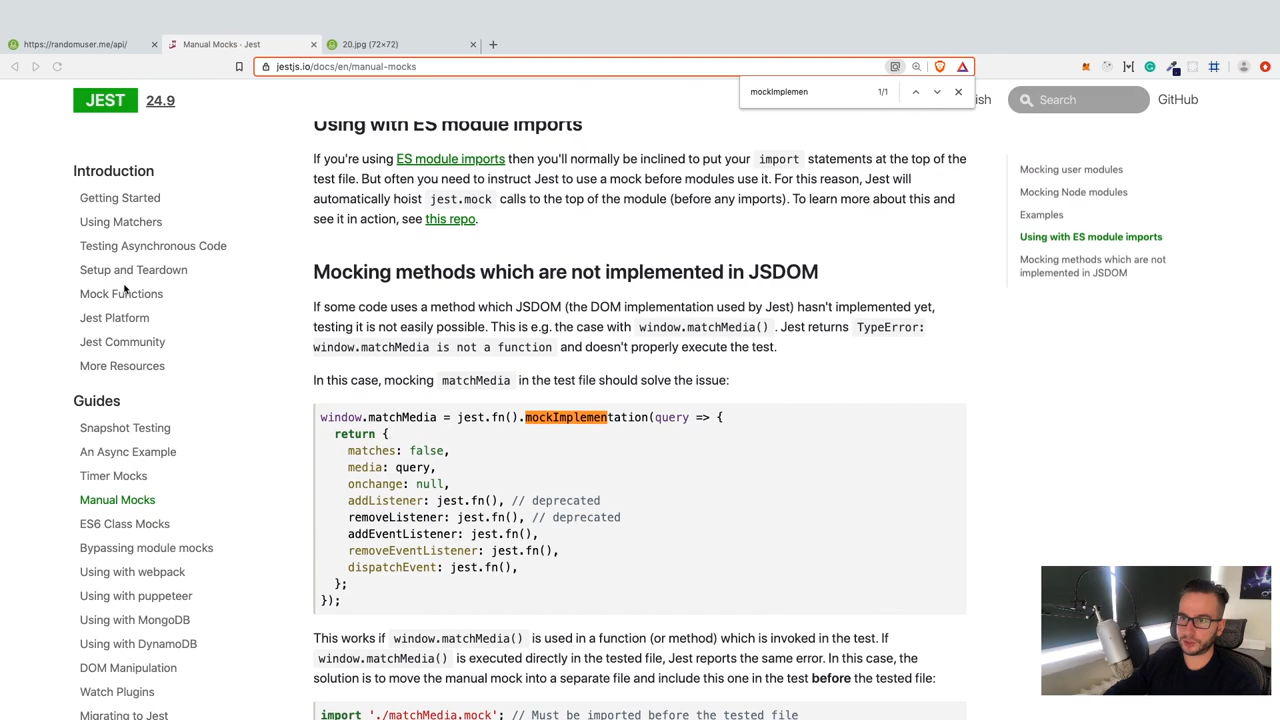 https://randomuser.me/api/
Manual Mocks · Jest
20.jpg (72×72)
jestjs.io/docs/en/manual-mocks
mockImplemen
1/1
JEST 24.9
ish
Search
GitHub
Introduction
Getting Started
Using Matchers
Testing Asynchronous Code
Setup and Teardown
Mock Functions
Jest Platform
Jest Community
More Resources
Guides
Snapshot Testing
An Async Example
Timer Mocks
Manual Mocks
ES6 Class Mocks
Bypassing module mocks
Using with webpack
Using with puppeteer
Using with MongoDB
Using with DynamoDB
DOM Manipulation
Watch Plugins
Migrating to Jest
Using with ES module imports
If you're using ES module imports then you'll normally be inclined to put your import statements at the top of the
test file. But often you need to instruct Jest to use a mock before modules use it. For this reason, Jest will
automatically hoist jest.mock calls to the top of the module (before any imports). To learn more about this and
see it in action, see this repo.
Mocking methods which are not implemented in JSDOM
If some code uses a method which JSDOM (the DOM implementation used by Jest) hasn't implemented yet,
testing it is not easily possible. This is e.g. the case with window.matchMedia() . Jest returns TypeError:
window.matchMedia is not a function and doesn't properly execute the test.
In this case, mocking matchMedia in the test file should solve the issue:
window.matchMedia = jest.fn().mockImplementation(query => {
return {
matches: false,
media: query,
onchange: null,
addListener: jest.fn(), // deprecated
removeListener: jest.fn(), // deprecated
addEventListener: jest.fn(),
removeEventListener: jest.fn(),
dispatchEvent: jest.fn(),
};
});
This works if window.matchMedia() is used in a function (or method) which is invoked in the test. If
window.matchMedia() is executed directly in the tested file, Jest reports the same error. In this case, the
solution is to move the manual mock into a separate file and include this one in the test before the tested file:
import './matchMedia.mock'; // Must be imported before the tested file
Mocking user modules
Mocking Node modules
Examples
Using with ES module imports
Mocking methods which are not
implemented in JSDOM